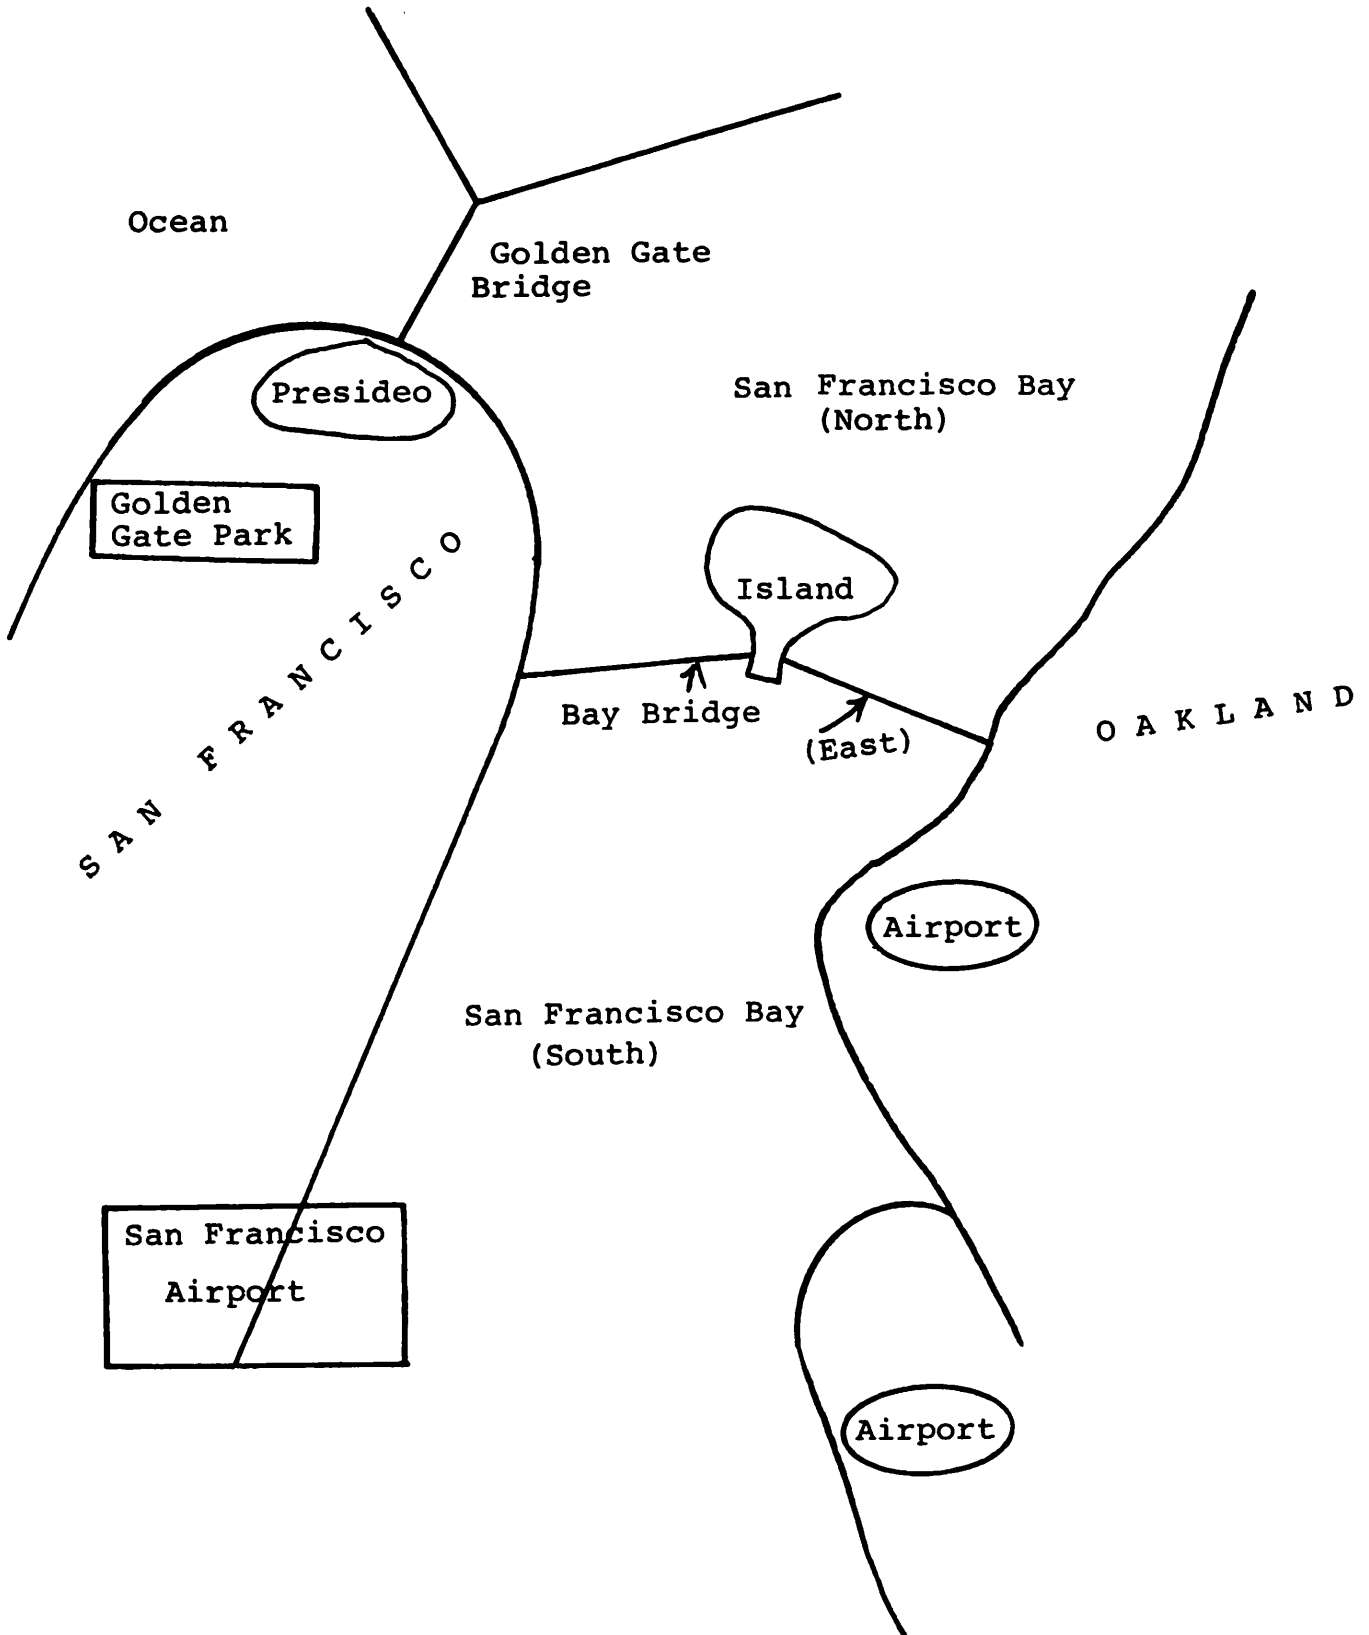 Ocean
Golden Gate
Bridge
Presideo
San Francisco Bay
(North)
Golden
Gate Park
Island
SAN FRANCISCO
Bay Bridge
(East)
OAKLAND
Airport
San Francisco Bay
(South)
San Francisco
Airport
Airport